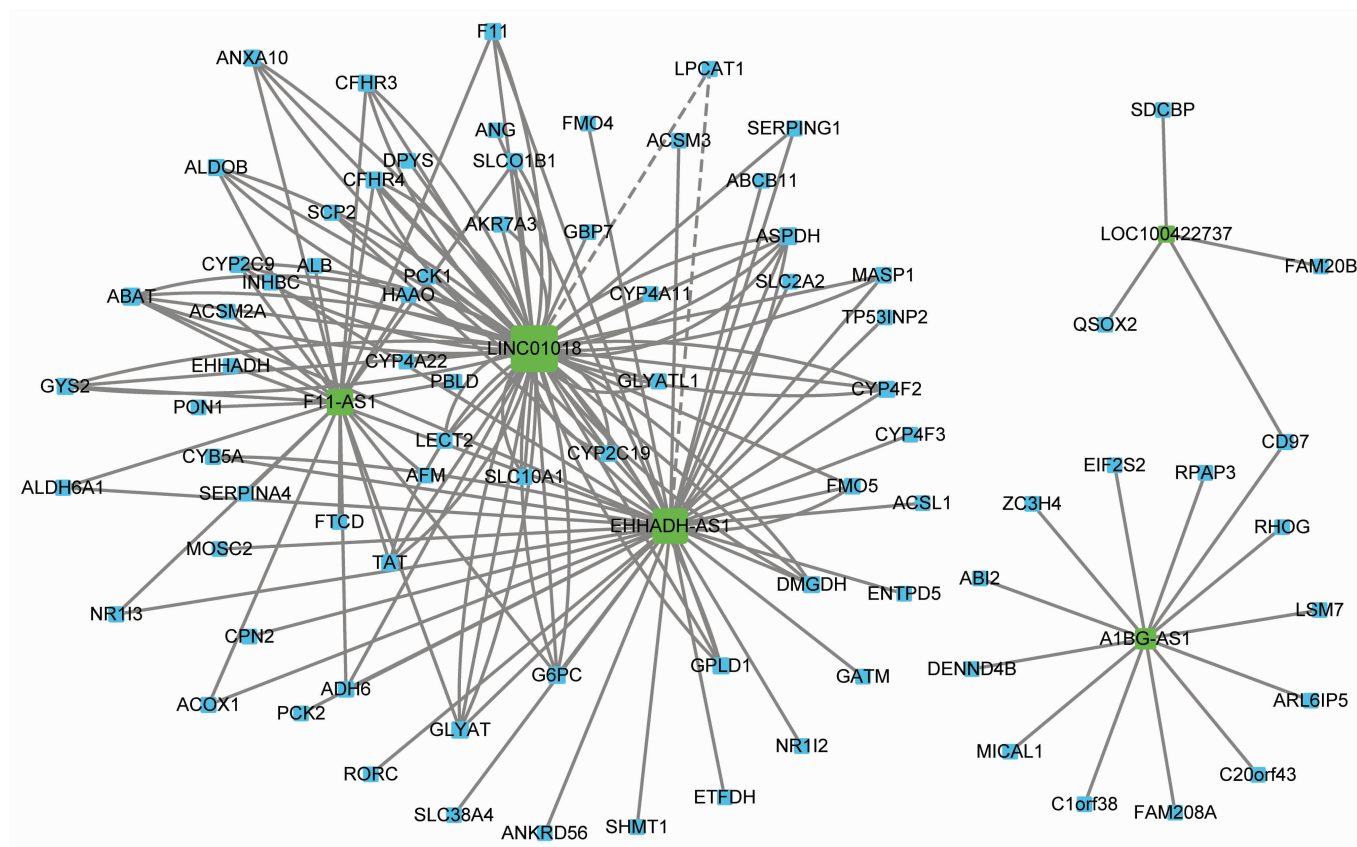 F11
ANXA10
LPCAT1
CFHR3
SDCBP
FMO4
SERPING1
ANG
ACSM3
DPYS
SLCO1B1
ALDOB
CFHR4
ABCB11
SCP2
AKR7A3
GBP7
ASPDH
LOC100422737
CYP2C9
ALB
FAM20B
INHBC
PCK1
SLC2A2
MASP1
ABAT
HAAO
CYP4A11
ACSM2A
TP53INP2
QSOX2
LINC01018
EHHADH
CYP4A22
PBLD
GLYATL1
GYS2
CYP4F2
PON1
F11-AS1
CYP4F3
LECT2
CD97
CYB5A
CYP2C19
EIF2S2
RPAP3
AFM
SLC10A1
ALDH6A1
SERPINA4
FMO5
ACSL1
ZC3H4
FTCD
EHHADH-AS1
RHOG
MOSC2
TAT
ABI2
DMGDH
ENTPD5
NR1I3
LSM7
CPN2
A1BG-AS1
G6PC
GPLD1
GATM
DENND4B
ADH6
ACOX1
PCK2
ARL6IP5
GLYAT
NR1I2
MICAL1
RORC
C20orf43
ETFDH
C1orf38
SLC38A4
FAM208A
ANKRD56
SHMT1